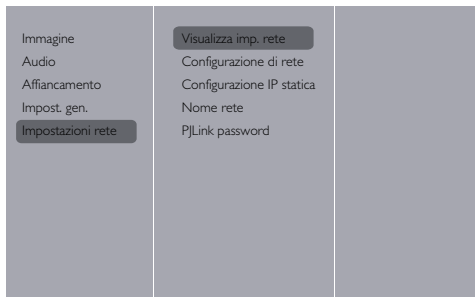 Immagine
Audio
Affiancamento
Impost. gen.
Impostazioni rete
Visualizza imp. rete
Configurazione di rete
Configurazione IP statica
Nome rete
PJLink password